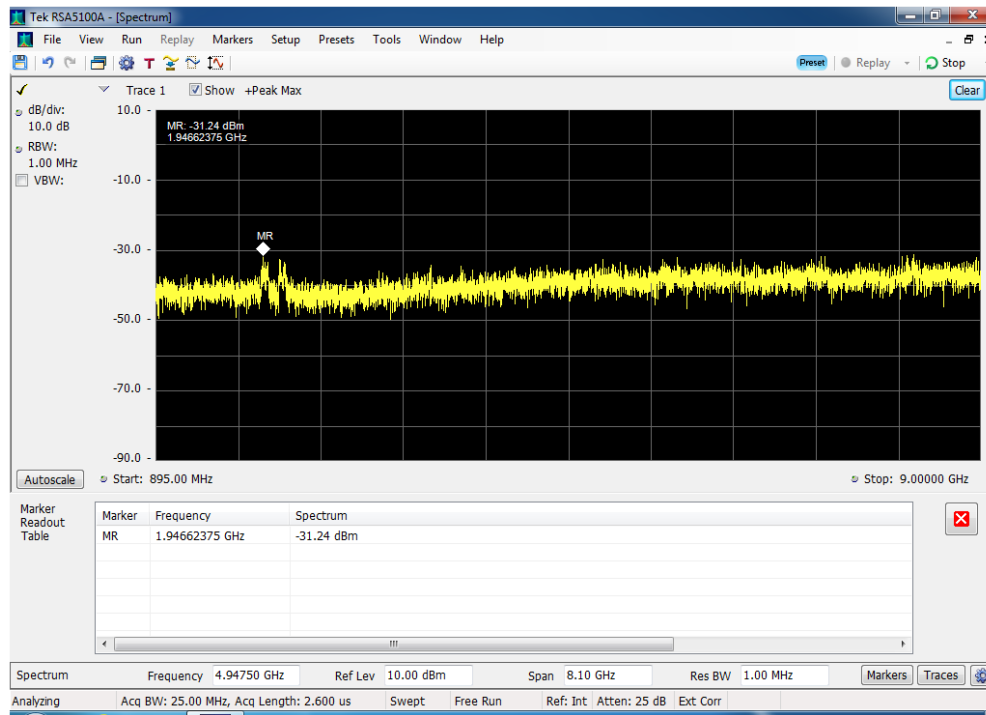 Tek RSA5100A - [Spectrum]
File View Run Replay Markers Setup Presets Tools Window Help
T Preset Replay Stop
Trace 1 Show +Peak Max Clear
dB/div:
10.0 dB
RBW:
1.00 MHz
VBW:
10.0
-10.0
-30.0
-50.0
-70.0
-90.0
MR: -31.24 dBm
1.94662375 GHz
MR
Autoscale Start: 895.00 MHz Stop: 9.00000 GHz
Marker
Readout
Table
Marker Frequency Spectrum
MR 1.94662375 GHz -31.24 dBm
Spectrum Frequency 4.94750 GHz Ref Lev 10.00 dBm Span 8.10 GHz Res BW 1.00 MHz Markers Traces
Analyzing Acq BW: 25.00 MHz, Acq Length: 2.600 us Swept Free Run Ref: Int Atten: 25 dB Ext Corr